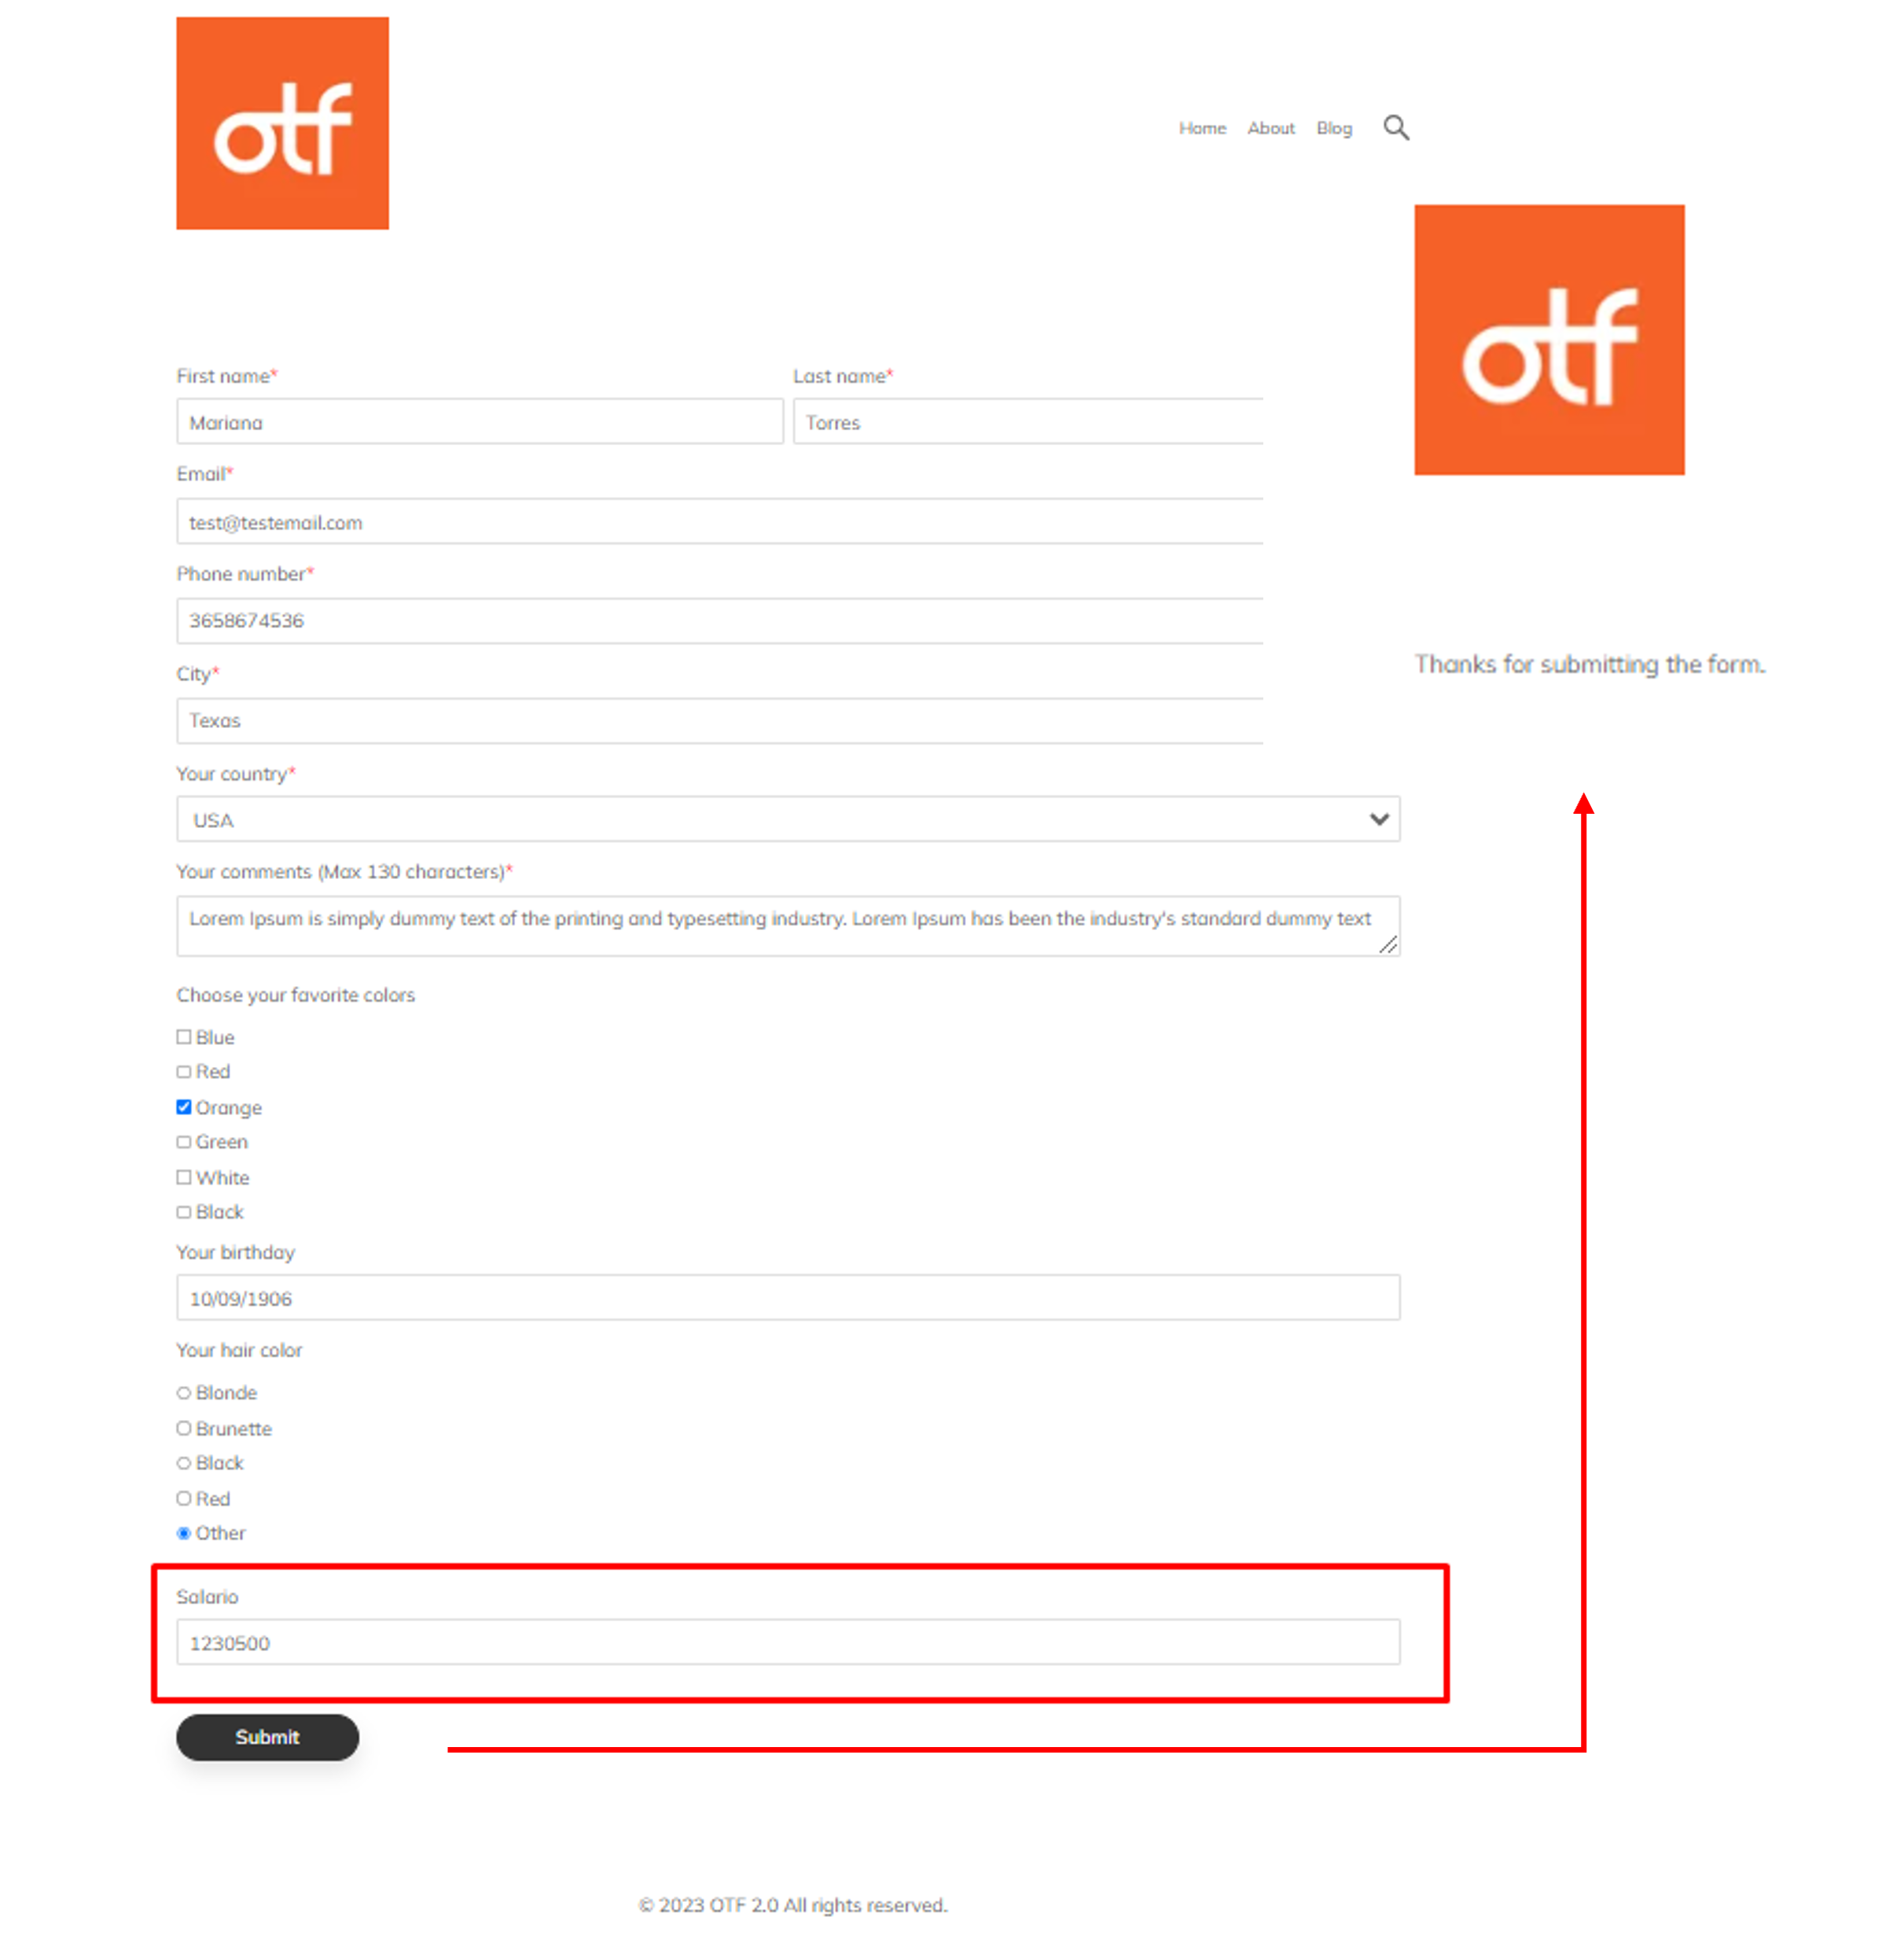 otf
Home About Blog
otf
First name* Last name*
Mariana Torres
Email*
test@testemail.com
Phone number*
3658674536
Thanks for submitting the form.
City*
Texas
Your country*
USA
Your comments (Max 130 characters)*
Lorem Ipsum is simply dummy text of the printing and typesetting industry. Lorem Ipsum has been the industry's standard dummy text
Choose your favorite colors
Blue
Red
Orange
Green
White
Black
Your birthday
10/09/1906
Your hair color
Blonde
Brunette
Black
Red
Other
Salario
1230500
Submit
© 2023 OTF 2.0 All rights reserved.